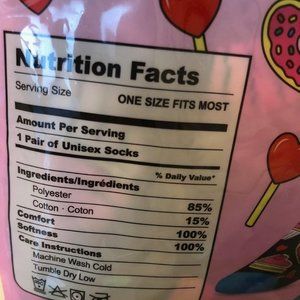 Nutrition Facts
Serving Size ONE SIZE FITS MOST
Amount Per Serving
1 Pair of Unisex Socks
% Daily Value*
Ingredients/Ingrédients
Polyester 85%
Cotton · Coton 15%
Comfort 100%
Softness 100%
Care Instructions
Machine Wash Cold
Tumble Dry Low